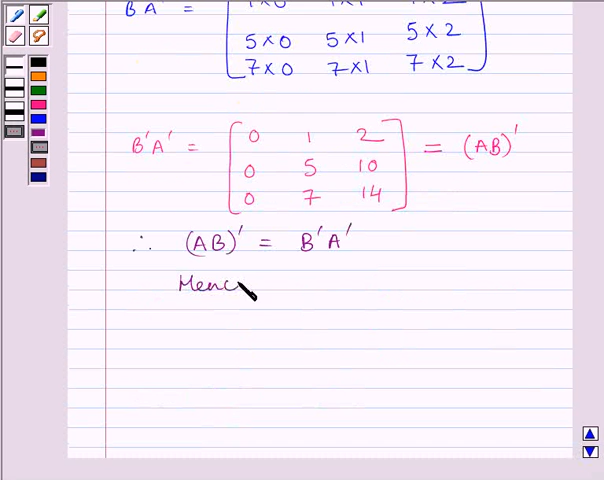 B'A' =
5×0 5×1 5×2
7×0 7×1 7×2
B'A' = [0 1 2
0 5 10
0 7 14] = (AB)'
∴ (AB)' = B'A'
Henc